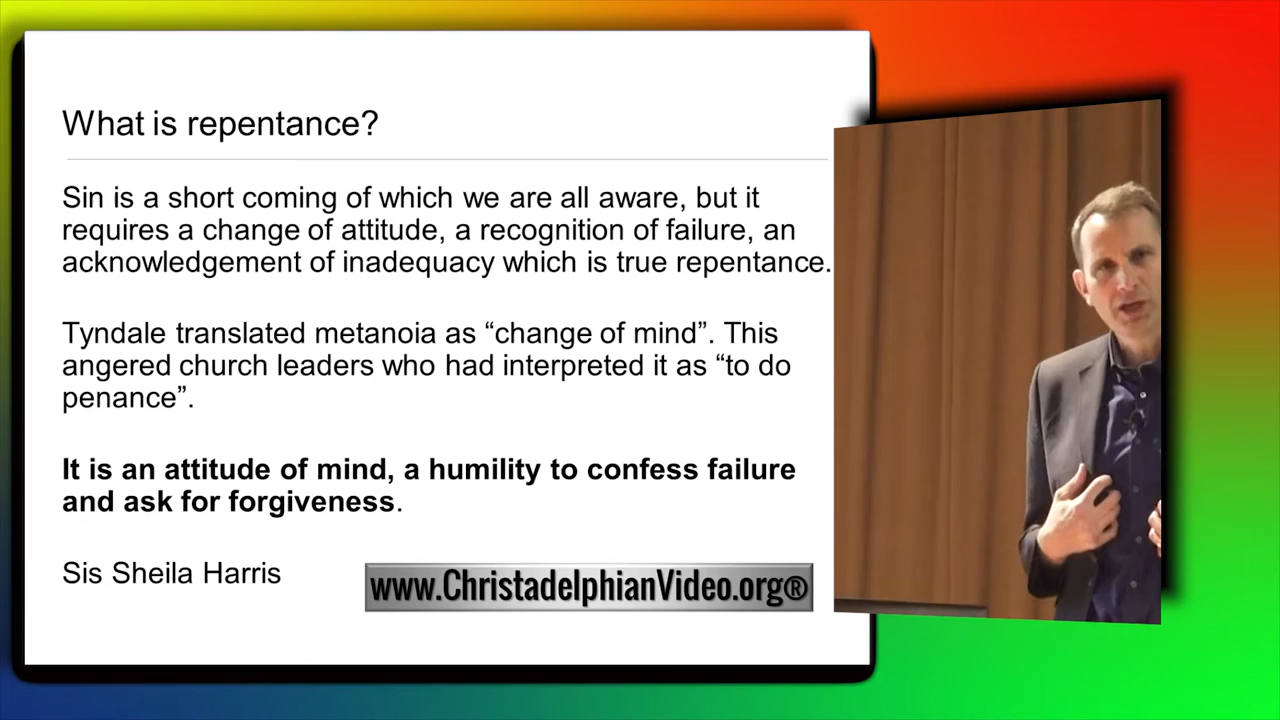 What is repentance?
Sin is a short coming of which we are all aware, but it
requires a change of attitude, a recognition of failure, an
acknowledgement of inadequacy which is true repentance.
Tyndale translated metanoia as “change of mind”. This
angered church leaders who had interpreted it as “to do
penance”.
It is an attitude of mind, a humility to confess failure
and ask for forgiveness.
Sis Sheila Harris
www.ChristadelphianVideo.org®